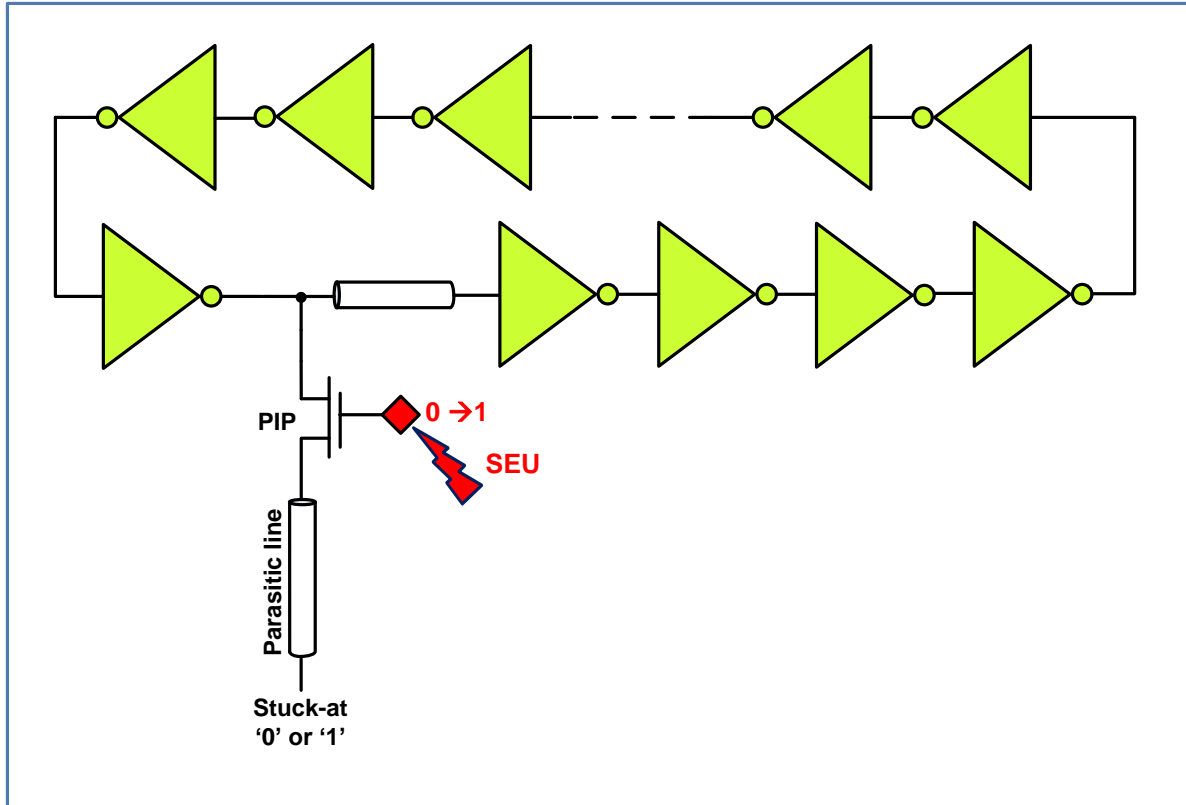 PIP
0 →1
SEU
Parasitic line
Stuck-at
‘0’ or ‘1’